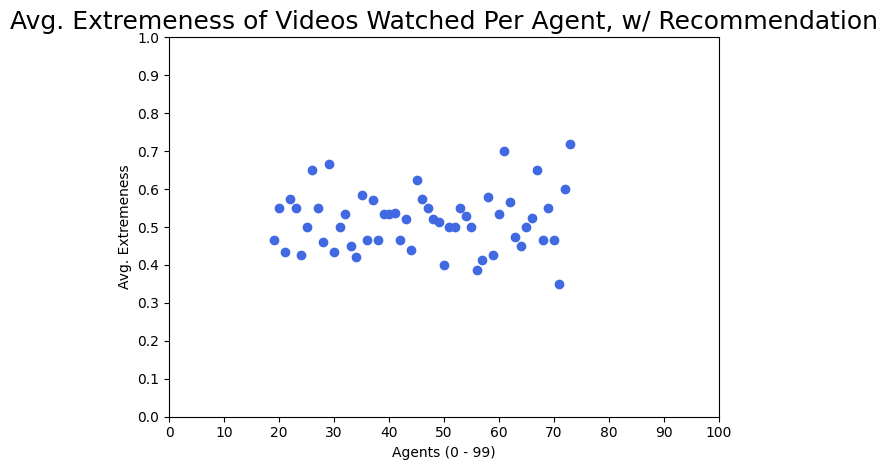 Avg. Extremeness of Videos Watched Per Agent, w/ Recommendation
1.0
0.9
0.8
0.7
0.6
0.5
0.4
0.3
0.2
0.1
0.0
Avg. Extremeness
0 10 20 30 40 50 60 70 80 90 100
Agents (0 - 99)